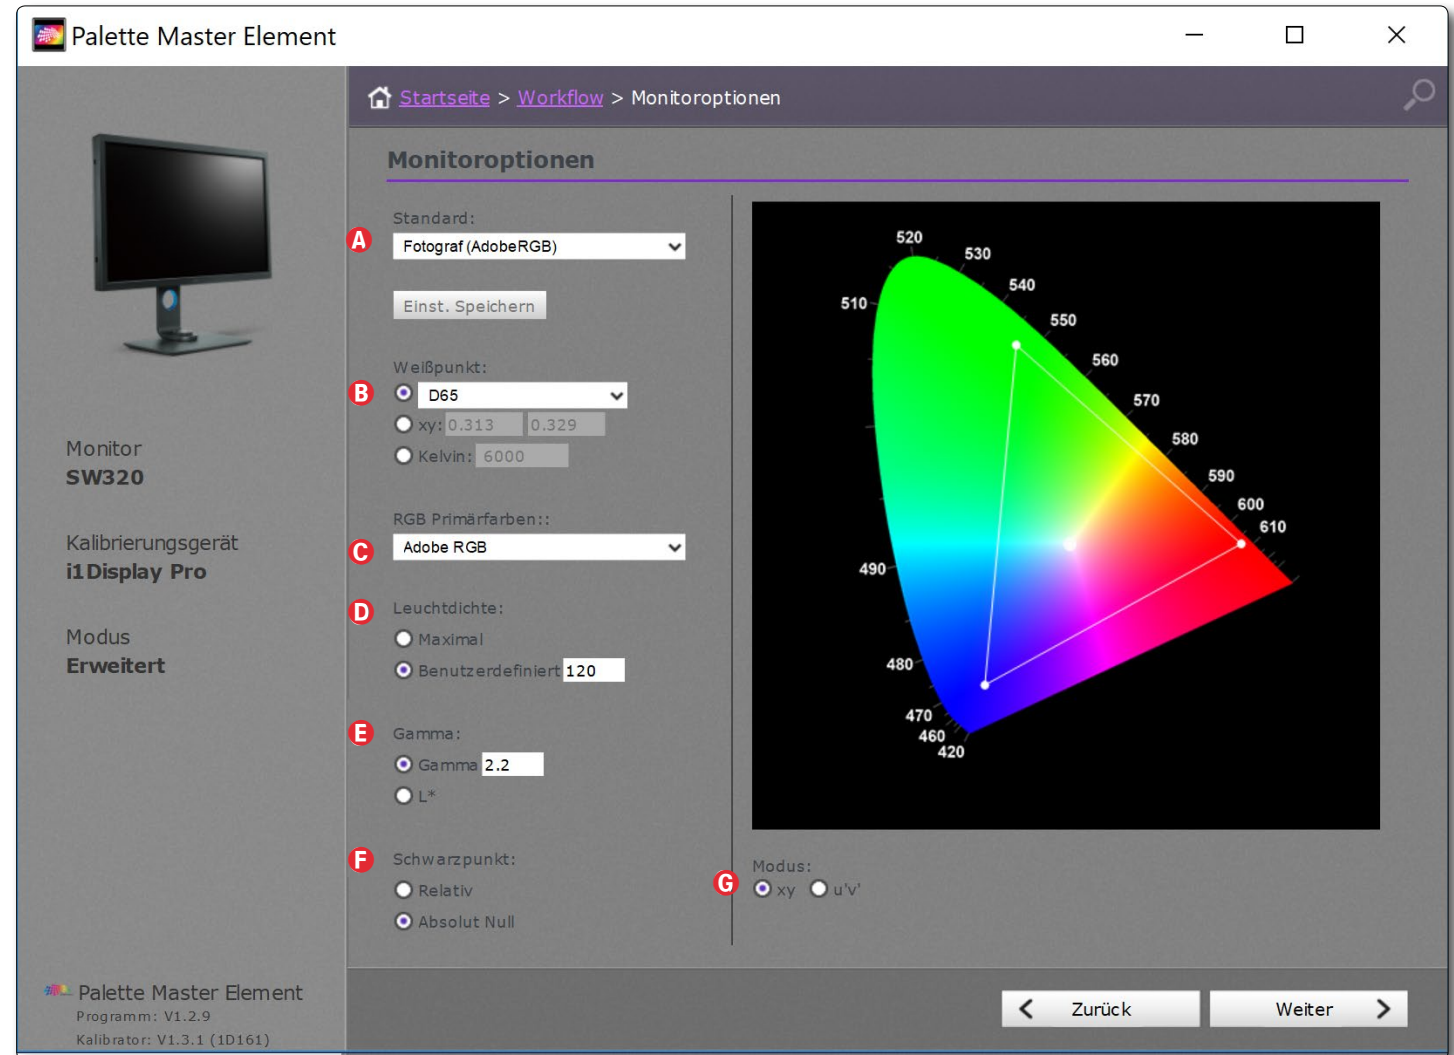 Palette Master Element
Startseite > Workflow > Monitoroptionen
Monitoroptionen
Monitor
SW320
Kalibrierungsgerät
i1Display Pro
Modus
Erweitert
Palette Master Element
Programm: V1.2.9
Kalibrator: V1.3.1 (1D161)
Standard:
A
Fotograf (AdobeRGB)
Einst. Speichern
Weißpunkt:
B
D65
xy: 0.313 0.329
Kelvin: 6000
RGB Primärfarben::
C
Adobe RGB
D
Leuchtdichte:
Maximal
Benutzerdefiniert 120
E
Gamma:
Gamma 2.2
L*
F
Schwarzpunkt:
Relativ
Absolut Null
520
530
540
510
550
560
570
580
590
600
610
490
480
470
460
420
Modus:
G
xy u'v'
Zurück
Weiter